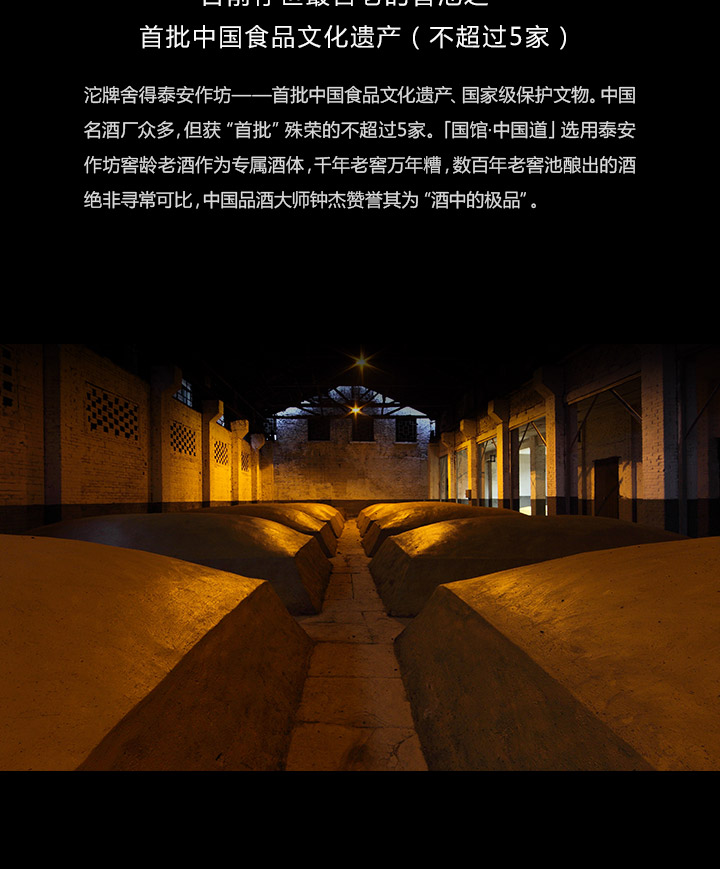 首批中国食品文化遗产（不超过5家）
沱牌舍得泰安作坊——首批中国食品文化遗产、国家级保护文物。中国
名酒厂众多，但获“首批”殊荣的不超过5家。「国馆·中国道」选用泰安
作坊窖龄老酒作为专属酒体，千年老窖万年糟，数百年老窖池酿出的酒
绝非寻常可比，中国品酒大师钟杰赞誉其为“酒中的极品”。